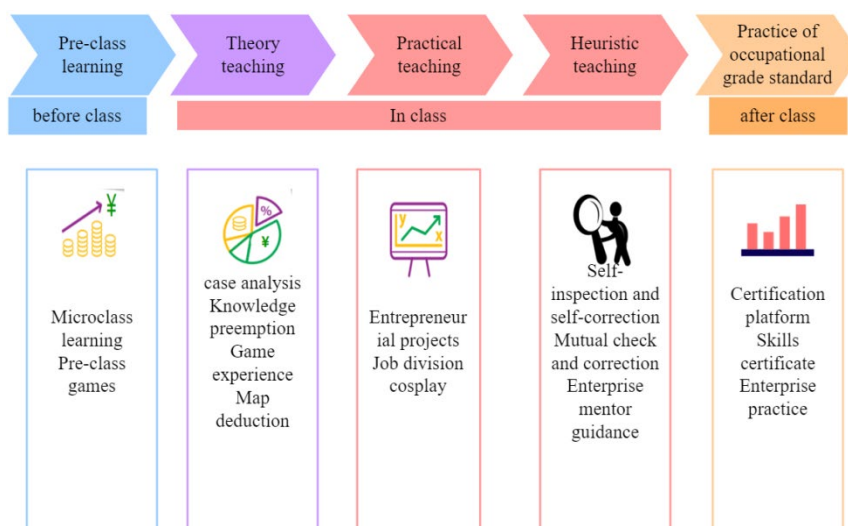 Pre-class
learning
Theory
teaching
Practical
teaching
Heuristic
teaching
Practice of
occupational
grade standard
before class
In class
after class
¥
Microclass
learning
Pre-class
games
%
¥
case analysis
Knowledge
preemption
Game
experience
Map
deduction
y
x
Entrepreneur
ial projects
Job division
cosplay
Self-
inspection and
self-correction
Mutual check
and correction
Enterprise
mentor
guidance
Certification
platform
Skills
certificate
Enterprise
practice